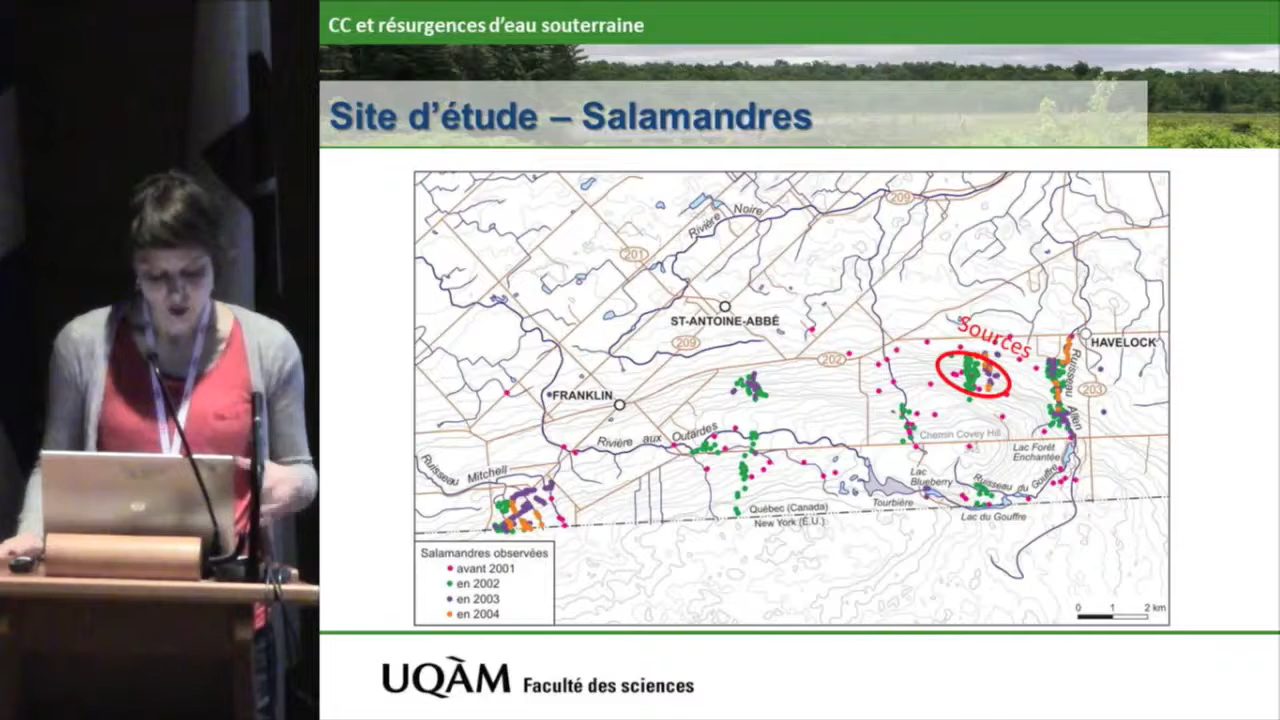 CC et résurgences d'eau souterraine
Site d'étude – Salamandres
209
Rivière Noire
201
ST-ANTOINE-ABBÉ
209
202
Sources
HAVELOCK
Ruisseau Allen
203
FRANKLIN
Rivière aux Outardes
Chemin Covey Hill
Lac Forêt
Enchantée
Ruisseau Mitchell
Lac
Blueberry
Ruisseau du Gouffre
Tourbière
Québec (Canada)
New York (É.U.)
Lac du Gouffre
Salamandres observées
avant 2001
en 2002
en 2003
en 2004
0 1 2 km
UQÀM Faculté des sciences